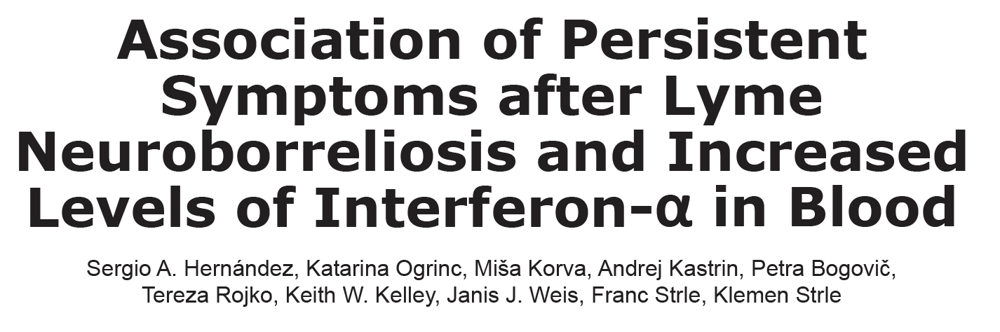 Association of Persistent
Symptoms after Lyme
Neuroborreliosis and Increased
Levels of Interferon-α in Blood
Sergio A. Hernández, Katarina Ogrinc, Miša Korva, Andrej Kastrin, Petra Bogovič,
Tereza Rojko, Keith W. Kelley, Janis J. Weis, Franc Strle, Klemen Strle